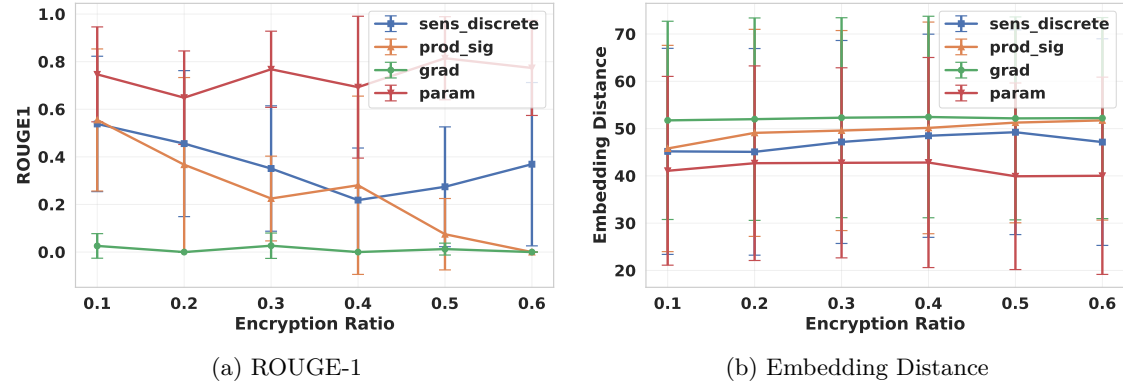 1.0
0.8
0.6
0.4
0.2
0.0
ROUGE1
0.1 0.2 0.3 0.4 0.5 0.6
Encryption Ratio
sens_discrete
prod_sig
grad
param
(a) ROUGE-1
70
60
50
40
30
20
Embedding Distance
0.1 0.2 0.3 0.4 0.5 0.6
Encryption Ratio
sens_discrete
prod_sig
grad
param
(b) Embedding Distance